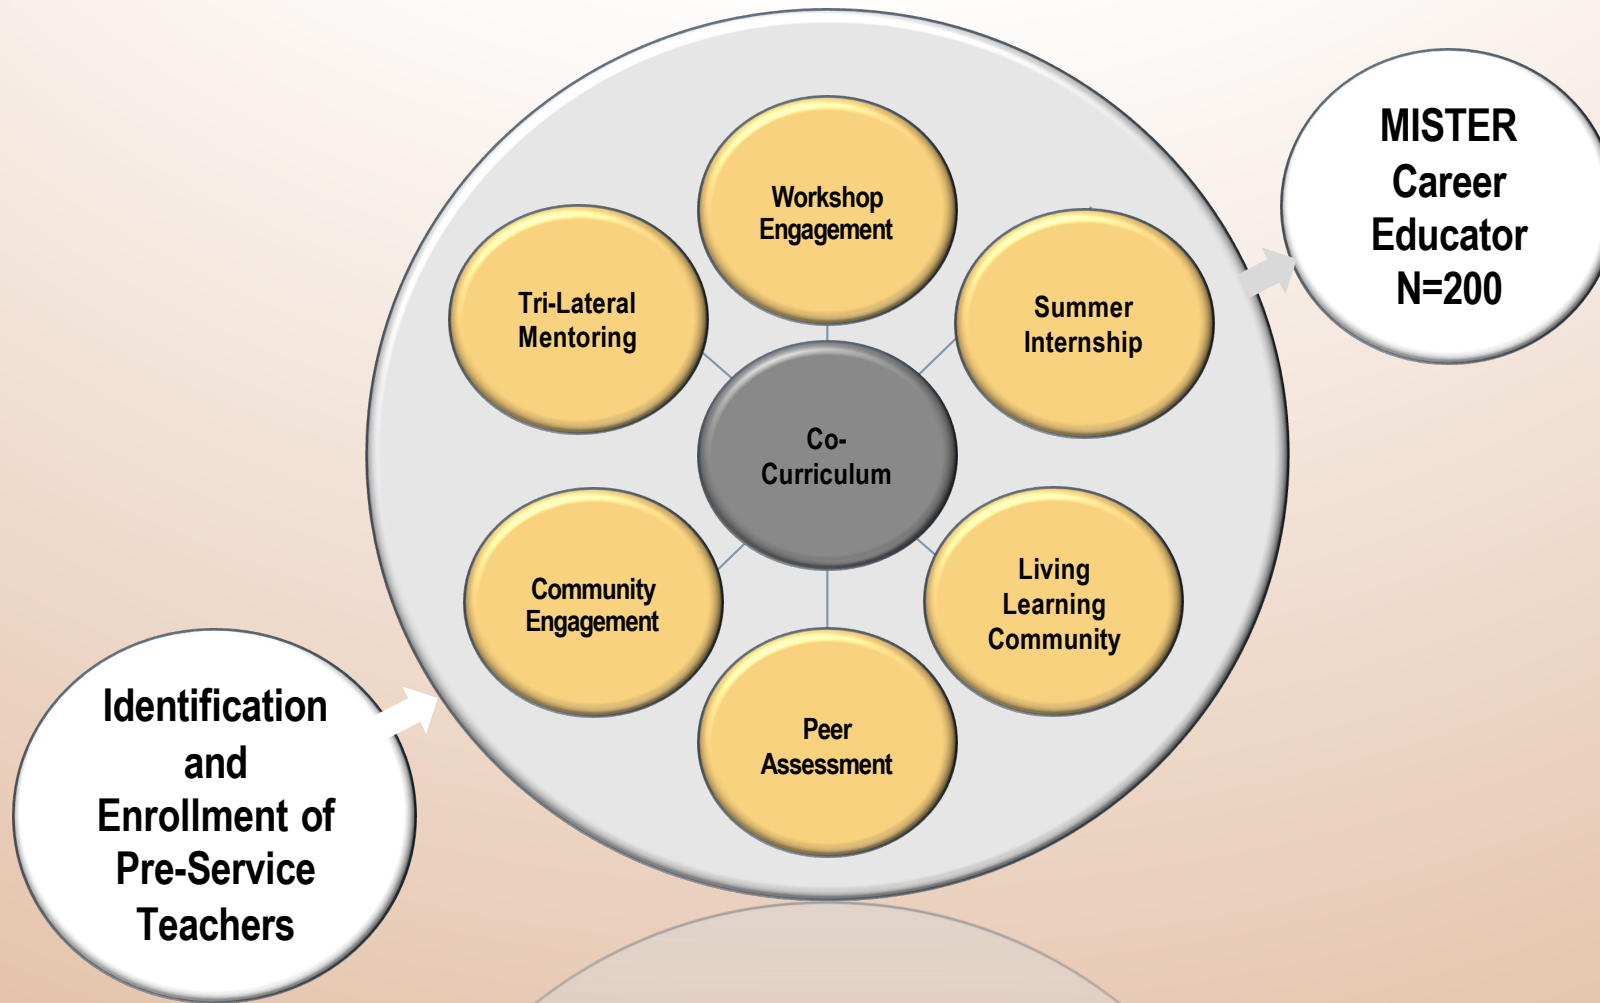 Workshop
Engagement
Tri-Lateral
Mentoring
Summer
Internship
Co-
Curriculum
Community
Engagement
Living
Learning
Community
Peer
Assessment
MISTER
Career
Educator
N=200
Identification
and
Enrollment of
Pre-Service
Teachers